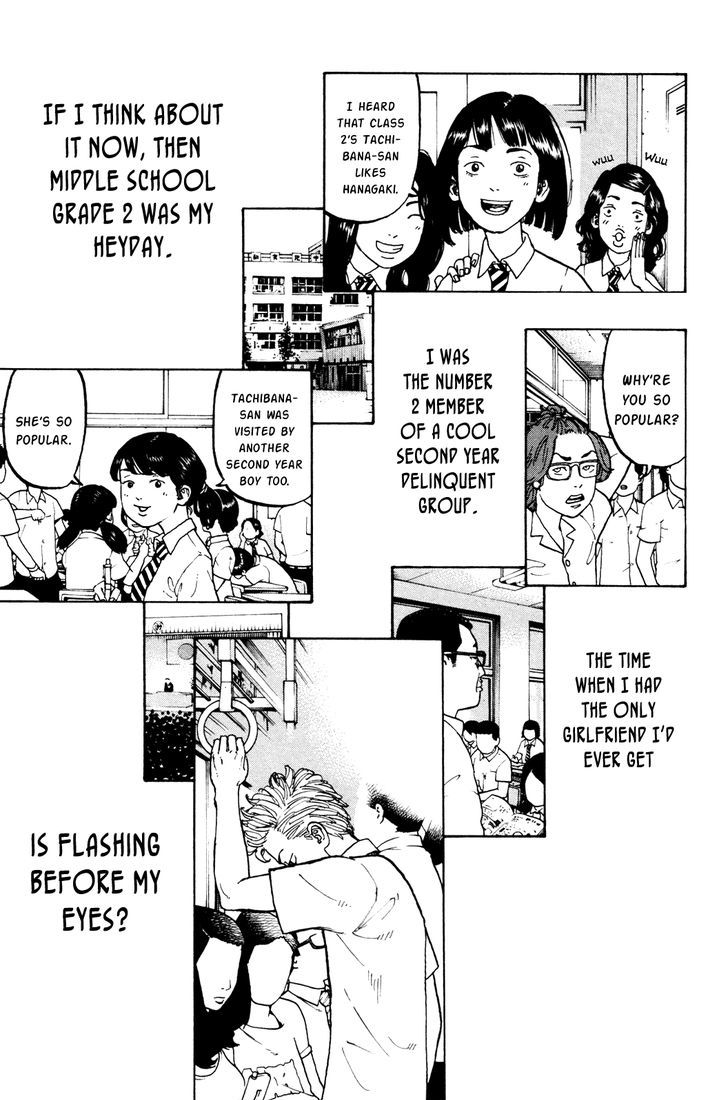 IF I THINK ABOUT
IT NOW, THEN
MIDDLE SCHOOL
GRADE 2 WAS MY
HEYDAY.
I HEARD
THAT CLASS
2'S TACHI-
BANA-SAN
LIKES
HANAGAKI.
WUU
WUU
I WAS
THE NUMBER
2 MEMBER
OF A COOL
SECOND YEAR
DELINQUENT
GROUP.
WHY'RE
YOU SO
POPULAR?
SHE'S SO
POPULAR.
TACHIBANA-
SAN WAS
VISITED BY
ANOTHER
SECOND YEAR
BOY TOO.
THE TIME
WHEN I HAD
THE ONLY
GIRLFRIEND I'D
EVER GET
IS FLASHING
BEFORE MY
EYES?